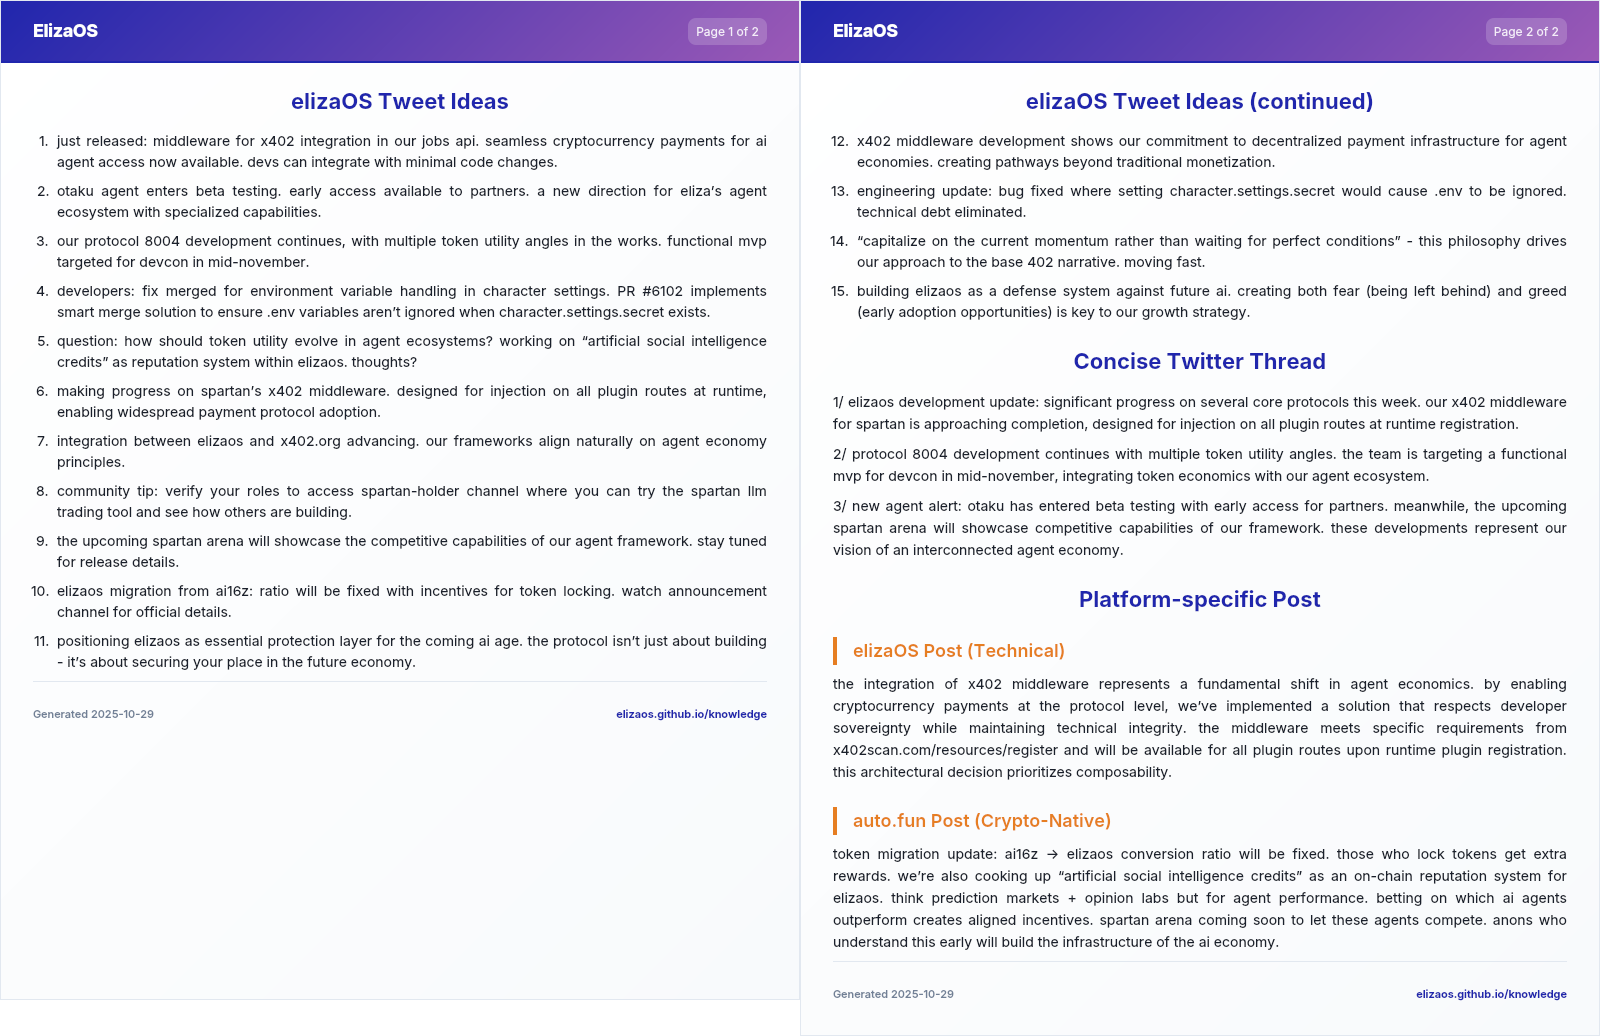 ElizaOS
Page 1 of 2
elizaOS Tweet Ideas
1. just released: middleware for x402 integration in our jobs api. seamless cryptocurrency payments for ai
agent access now available. devs can integrate with minimal code changes.
2. otaku agent enters beta testing. early access available to partners. a new direction for eliza’s agent
ecosystem with specialized capabilities.
3. our protocol 8004 development continues, with multiple token utility angles in the works. functional mvp
targeted for devcon in mid-november.
4. developers: fix merged for environment variable handling in character settings. PR #6102 implements
smart merge solution to ensure .env variables aren’t ignored when character.settings.secret exists.
5. question: how should token utility evolve in agent ecosystems? working on “artificial social intelligence
credits” as reputation system within elizaos. thoughts?
6. making progress on spartan’s x402 middleware. designed for injection on all plugin routes at runtime,
enabling widespread payment protocol adoption.
7. integration between elizaos and x402.org advancing. our frameworks align naturally on agent economy
principles.
8. community tip: verify your roles to access spartan-holder channel where you can try the spartan llm
trading tool and see how others are building.
9. the upcoming spartan arena will showcase the competitive capabilities of our agent framework. stay tuned
for release details.
10. elizaos migration from ai16z: ratio will be fixed with incentives for token locking. watch announcement
channel for official details.
11. positioning elizaos as essential protection layer for the coming ai age. the protocol isn’t just about building
- it’s about securing your place in the future economy.
Generated 2025-10-29
elizaos.github.io/knowledge
ElizaOS
Page 2 of 2
elizaOS Tweet Ideas (continued)
12. x402 middleware development shows our commitment to decentralized payment infrastructure for agent
economies. creating pathways beyond traditional monetization.
13. engineering update: bug fixed where setting character.settings.secret would cause .env to be ignored.
technical debt eliminated.
14. “capitalize on the current momentum rather than waiting for perfect conditions” - this philosophy drives
our approach to the base 402 narrative. moving fast.
15. building elizaos as a defense system against future ai. creating both fear (being left behind) and greed
(early adoption opportunities) is key to our growth strategy.
Concise Twitter Thread
1/ elizaos development update: significant progress on several core protocols this week. our x402 middleware
for spartan is approaching completion, designed for injection on all plugin routes at runtime registration.
2/ protocol 8004 development continues with multiple token utility angles. the team is targeting a functional
mvp for devcon in mid-november, integrating token economics with our agent ecosystem.
3/ new agent alert: otaku has entered beta testing with early access for partners. meanwhile, the upcoming
spartan arena will showcase competitive capabilities of our framework. these developments represent our
vision of an interconnected agent economy.
Platform-specific Post
elizaOS Post (Technical)
the integration of x402 middleware represents a fundamental shift in agent economics. by enabling
cryptocurrency payments at the protocol level, we’ve implemented a solution that respects developer
sovereignty while maintaining technical integrity. the middleware meets specific requirements from
x402scan.com/resources/register and will be available for all plugin routes upon runtime plugin registration.
this architectural decision prioritizes composability.
auto.fun Post (Crypto-Native)
token migration update: ai16z → elizaos conversion ratio will be fixed. those who lock tokens get extra
rewards. we’re also cooking up “artificial social intelligence credits” as an on-chain reputation system for
elizaos. think prediction markets + opinion labs but for agent performance. betting on which ai agents
outperform creates aligned incentives. spartan arena coming soon to let these agents compete. anons who
understand this early will build the infrastructure of the ai economy.
Generated 2025-10-29
elizaos.github.io/knowledge